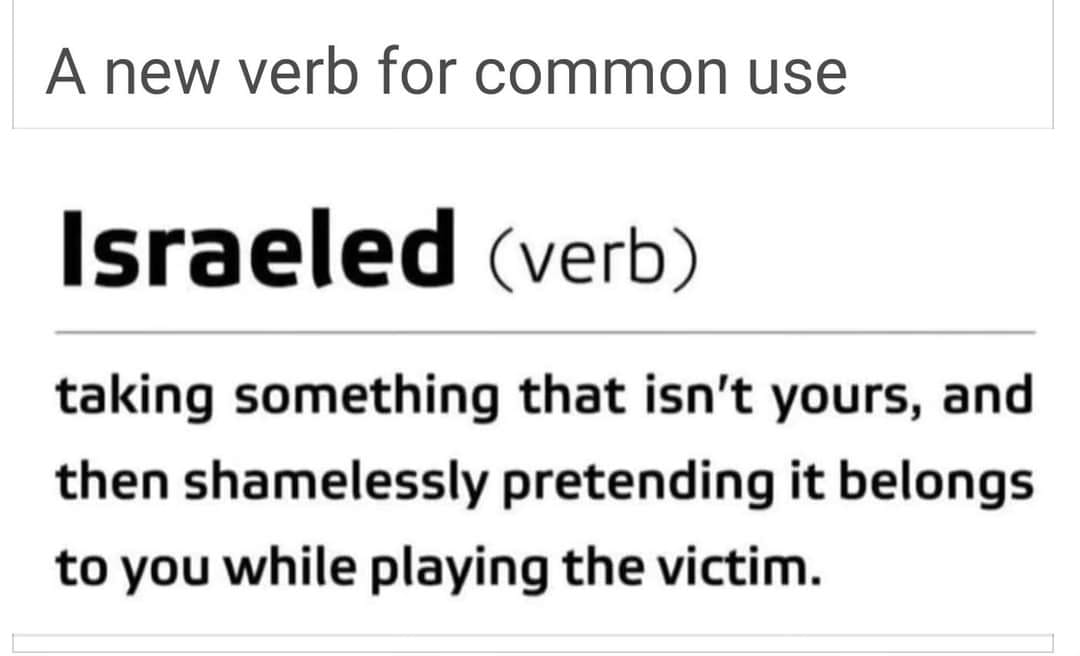 A new verb for common use
Israeled (verb)
taking something that isn't yours, and
then shamelessly pretending it belongs
to you while playing the victim.